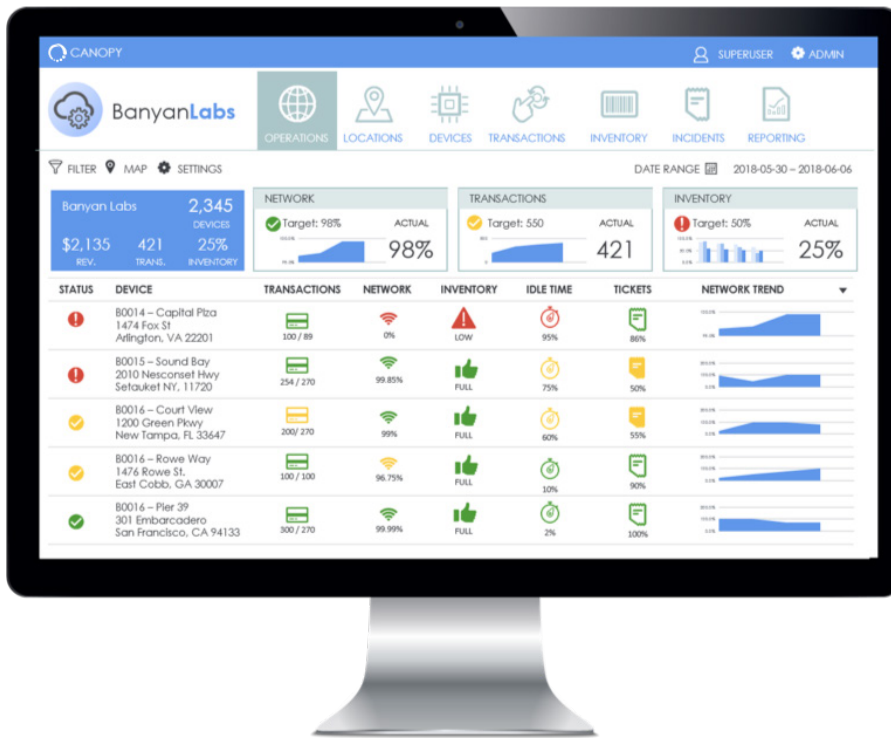 CANOPY
SUPERUSER
ADMIN
BanyanLabs
OPERATIONS
LOCATIONS
DEVICES
TRANSACTIONS
INVENTORY
INCIDENTS
REPORTING
FILTER
MAP
SETTINGS
DATE RANGE
2018-05-30 – 2018-06-06
Banyan Labs
2,345
DEVICES
$2,135
REV.
421
TRANS.
25%
INVENTORY
NETWORK
Target: 98%
ACTUAL
98%
TRANSACTIONS
Target: 550
ACTUAL
421
INVENTORY
Target: 50%
ACTUAL
25%
STATUS DEVICE TRANSACTIONS NETWORK INVENTORY IDLE TIME TICKETS NETWORK TREND
B0014 – Capital Plza
1474 Fox St
Arlington, VA 22201
100 / 89
0%
LOW
95%
86%
B0015 – Sound Bay
2010 Nesconset Hwy
Setauket NY, 11720
254 / 270
99.85%
FULL
75%
50%
B0016 – Court View
1200 Green Pkwy
New Tampa, FL 33647
200/ 270
99%
FULL
60%
55%
B0016 – Rowe Way
1476 Rowe St.
East Cobb, GA 30007
100 / 100
96.75%
FULL
10%
90%
B0016 – Pier 39
301 Embarcadero
San Francisco, CA 94133
300 / 270
99.99%
FULL
2%
100%